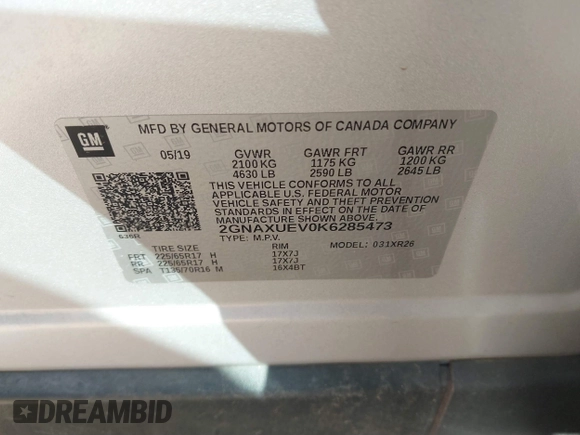 GM MFD BY GENERAL MOTORS OF CANADA COMPANY
05/19 GVWR GAWR FRT GAWR RR
2100 KG 1175 KG 1200 KG
4630 LB 2590 LB 2645 LB
THIS VEHICLE CONFORMS TO ALL
APPLICABLE U.S. FEDERAL MOTOR
VEHICLE SAFETY AND THEFT
PREVENTION STANDARDS IN EFFECT ON
THE DATE OF MANUFACTURE SHOWN ABOVE.
2GNAXUEV0K6285473
636R TYPE: M.P.V. MODEL: 031XR26
TIRE SIZE RIM
FRT 225/65R17 H 17X7J
RR 225/65R17 H 17X7J
SPA T135/70R16 M 16X4BT
DREAMBID